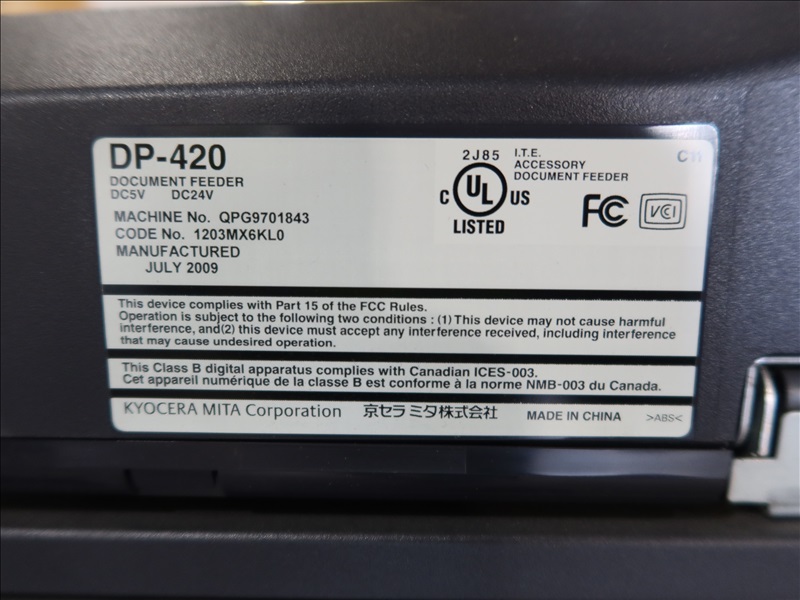 DP-420
DOCUMENT FEEDER
DC5V DC24V
MACHINE No. QPG9701843
CODE No. 1203MX6KL0
MANUFACTURED
JULY 2009
2J85
C UL US
LISTED
I.T.E.
ACCESSORY
DOCUMENT FEEDER
FC
VCI
This device complies with Part 15 of the FCC Rules.
Operation is subject to the following two conditions : (1) This device may not cause harmful
interference, and(2) this device must accept any interference received, including interference
that may cause undesired operation.
This Class B digital apparatus complies with Canadian ICES-003.
Cet appareil numérique de la classe B est conforme à la norme NMB-003 du Canada.
KYOCERA MITA Corporation 京セラミタ株式会社 MADE IN CHINA >ABS<